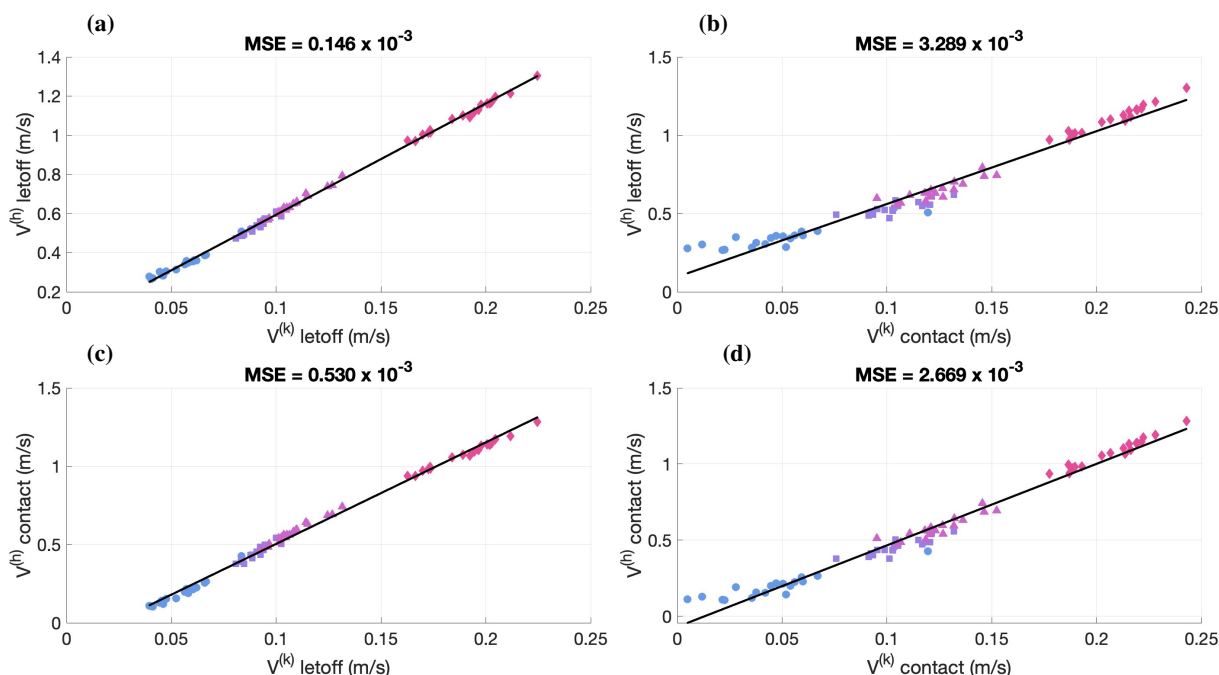 (a)
MSE = 0.146 x 10⁻³
1.4
1.2
1
0.8
0.6
0.4
0.2
V⁽ʰ⁾ letoff (m/s)
0 0.05 0.1 0.15 0.2 0.25
V⁽ᵏ⁾ letoff (m/s)
(b)
MSE = 3.289 x 10⁻³
1.5
1
0.5
0
V⁽ʰ⁾ letoff (m/s)
0 0.05 0.1 0.15 0.2 0.25
V⁽ᵏ⁾ contact (m/s)
(c)
MSE = 0.530 x 10⁻³
1.5
1
0.5
0
V⁽ʰ⁾ contact (m/s)
0 0.05 0.1 0.15 0.2 0.25
V⁽ᵏ⁾ letoff (m/s)
(d)
MSE = 2.669 x 10⁻³
1.5
1
0.5
0
V⁽ʰ⁾ contact (m/s)
0 0.05 0.1 0.15 0.2 0.25
V⁽ᵏ⁾ contact (m/s)